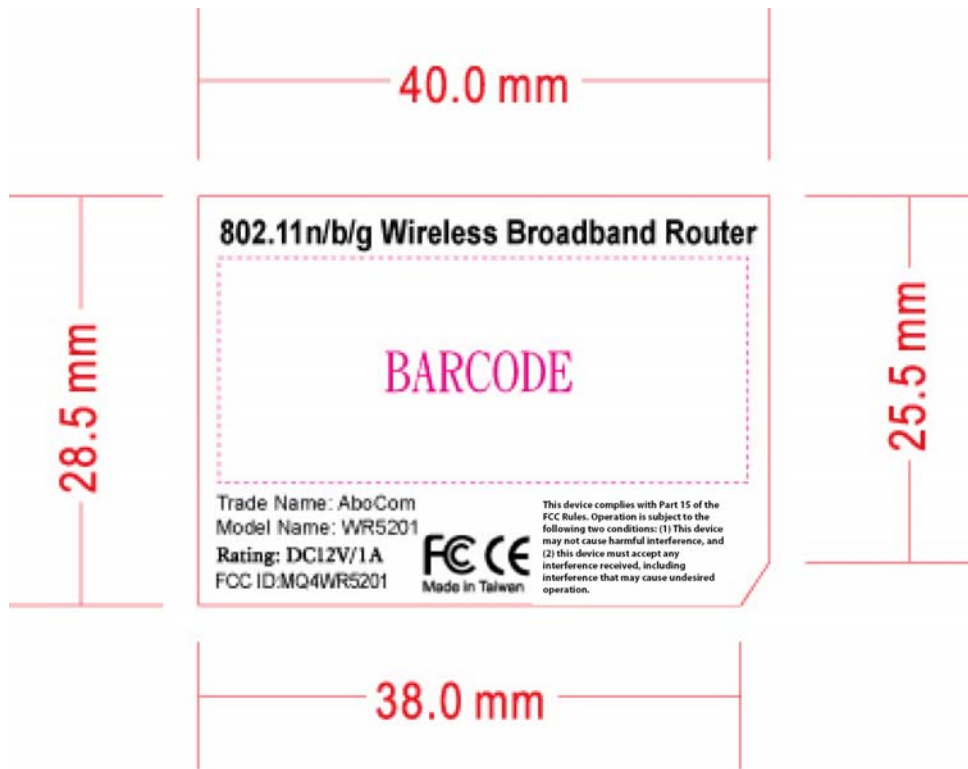 40.0 mm
802.11n/b/g Wireless Broadband Router
BARCODE
28.5 mm
25.5 mm
Trade Name: AboCom
Model Name: WR5201
Rating: DC12V/1A
FCC ID:MQ4WR5201
FC CE
Made in Taiwan
This device complies with Part 15 of the
FCC Rules. Operation is subject to the
following two conditions: (1) This device
may not cause harmful interference, and
(2) this device must accept any
interference received, including
interference that may cause undesired
operation.
38.0 mm